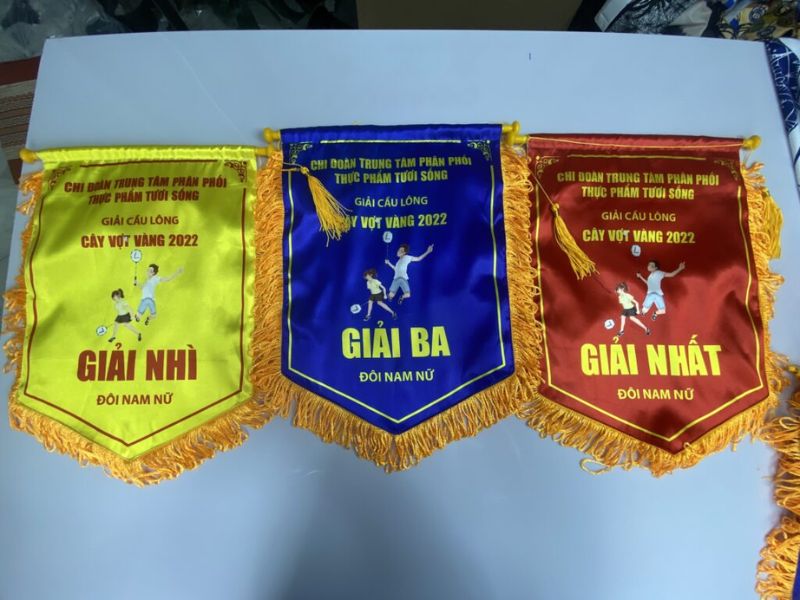 CHI ĐOÀN TRUNG TÂM PHÂN PHỐI
THỰC PHẨM TƯƠI SỐNG
GIẢI CẦU LÔNG
CÂY VỢT VÀNG 2022
GIẢI NHÌ
ĐÔI NAM NỮ
CHI ĐOÀN TRUNG TÂM PHÂN PHỐI
THỰC PHẨM TƯƠI SỐNG
GIẢI CẦU LÔNG
CÂY VỢT VÀNG 2022
GIẢI BA
ĐÔI NAM NỮ
CHI ĐOÀN TRUNG TÂM PHÂN PHỐI
THỰC PHẨM TƯƠI SỐNG
GIẢI CẦU LÔNG
CÂY VỢT VÀNG 2022
GIẢI NHẤT
ĐÔI NAM NỮ